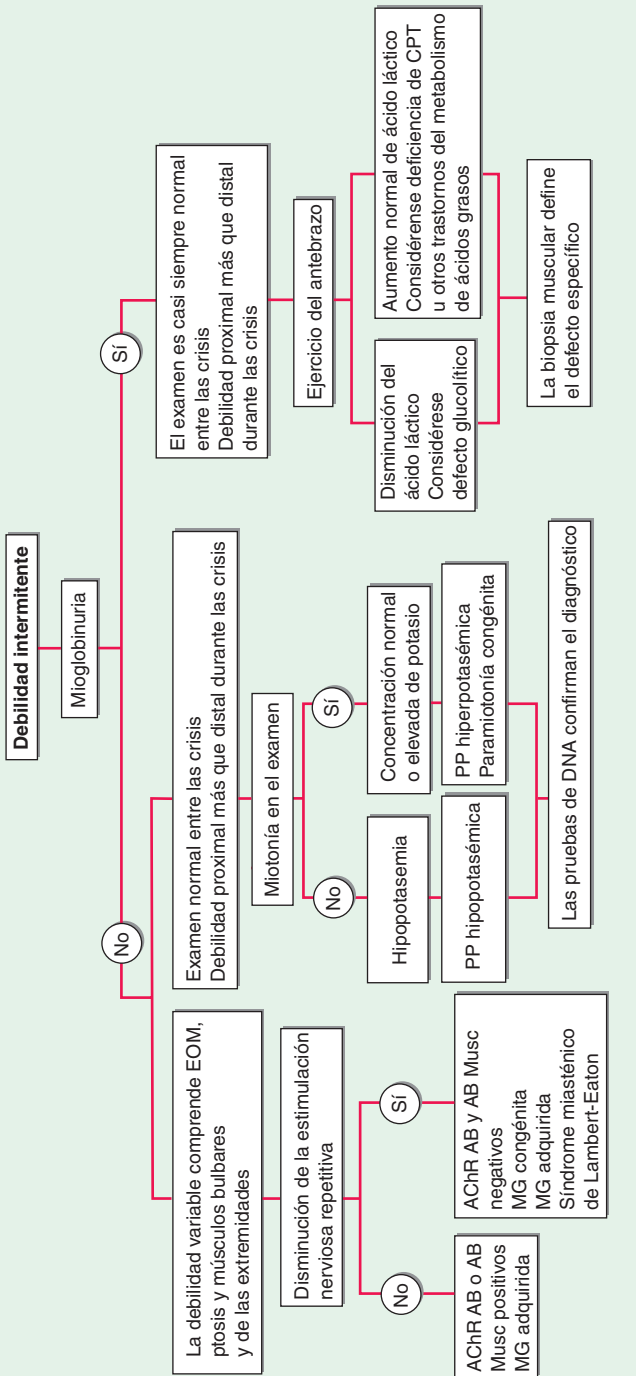 Debilidad intermitente
Mioglobinuria
No
Sí
La debilidad variable comprende EOM,
ptosis y músculos bulbares
y de las extremidades
Examen normal entre las crisis
Debilidad proximal más que distal durante las crisis
El examen es casi siempre normal
entre las crisis
Debilidad proximal más que distal
durante las crisis
Disminución de la estimulación
nerviosa repetitiva
Miotonía en el examen
Ejercicio del antebrazo
No
Sí
No
Sí
AChR AB o AB
Musc positivos
MG adquirida
AChR AB y AB Musc
negativos
MG congénita
MG adquirida
Síndrome miasténico
de Lambert-Eaton
Hipopotasemia
Concentración normal
o elevada de potasio
PP hipopotasémica
PP hiperpotasémica
Paramiotonía congénita
Las pruebas de DNA confirman el diagnóstico
Disminución del
ácido láctico
Considérese
defecto glucolítico
Aumento normal de ácido láctico
Considérense deficiencia de CPT
u otros trastornos del metabolismo
de ácidos grasos
La biopsia muscular define
el defecto específico